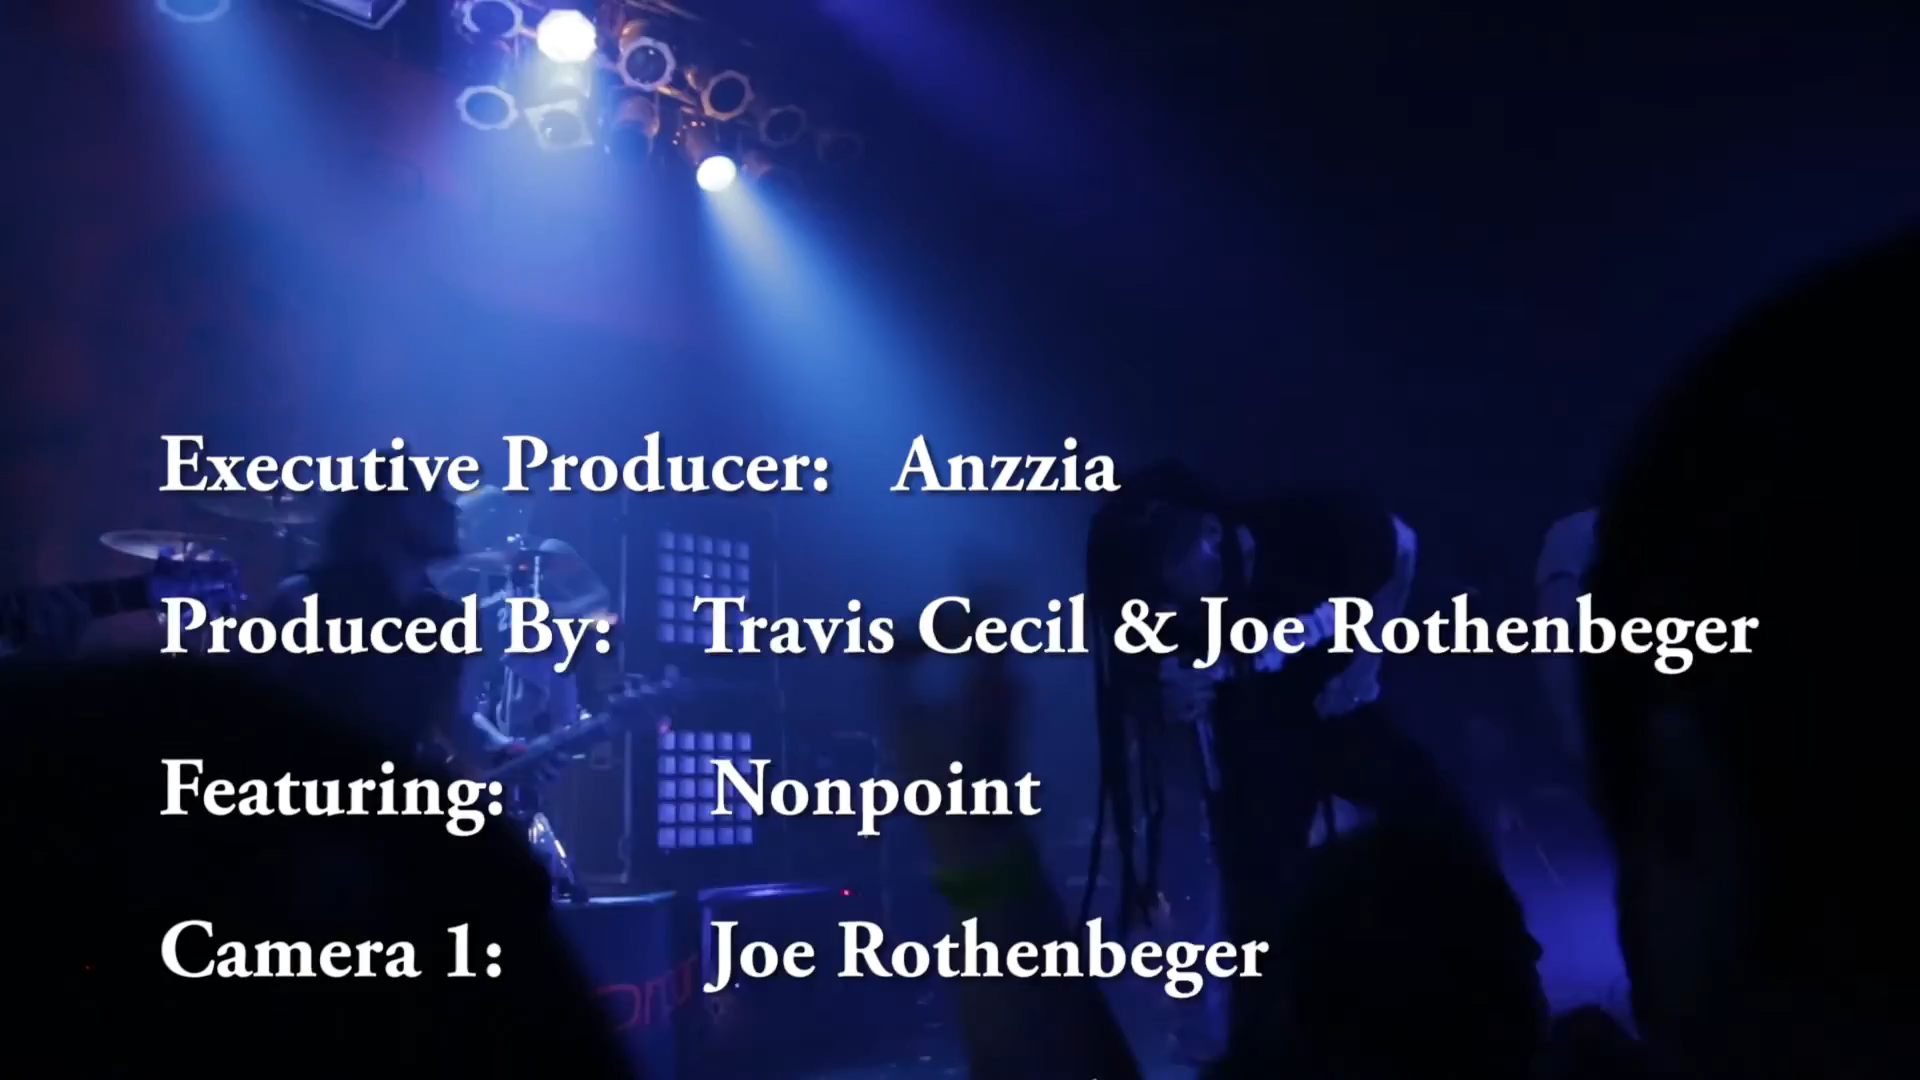 Executive Producer: Anzzia
Produced By: Travis Cecil & Joe Rothenbeger
Featuring: Nonpoint
Camera 1: Joe Rothenbeger